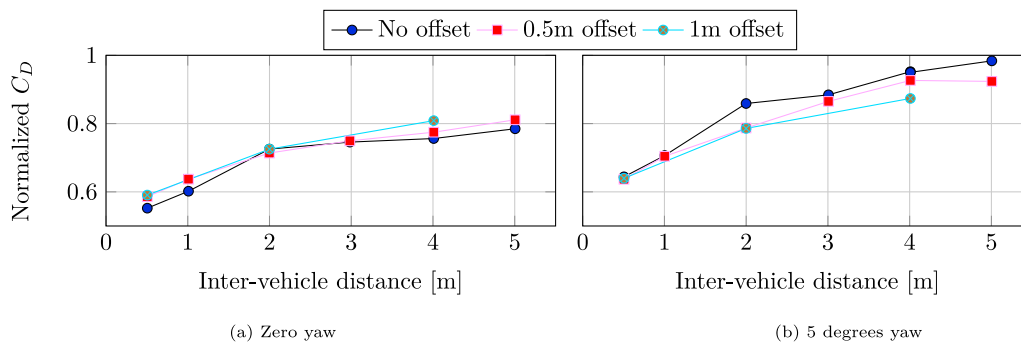 No offset 0.5m offset 1m offset
Normalized C_D
1
0.8
0.6
0 1 2 3 4 5
Inter-vehicle distance [m]
(a) Zero yaw
0 1 2 3 4 5
Inter-vehicle distance [m]
(b) 5 degrees yaw